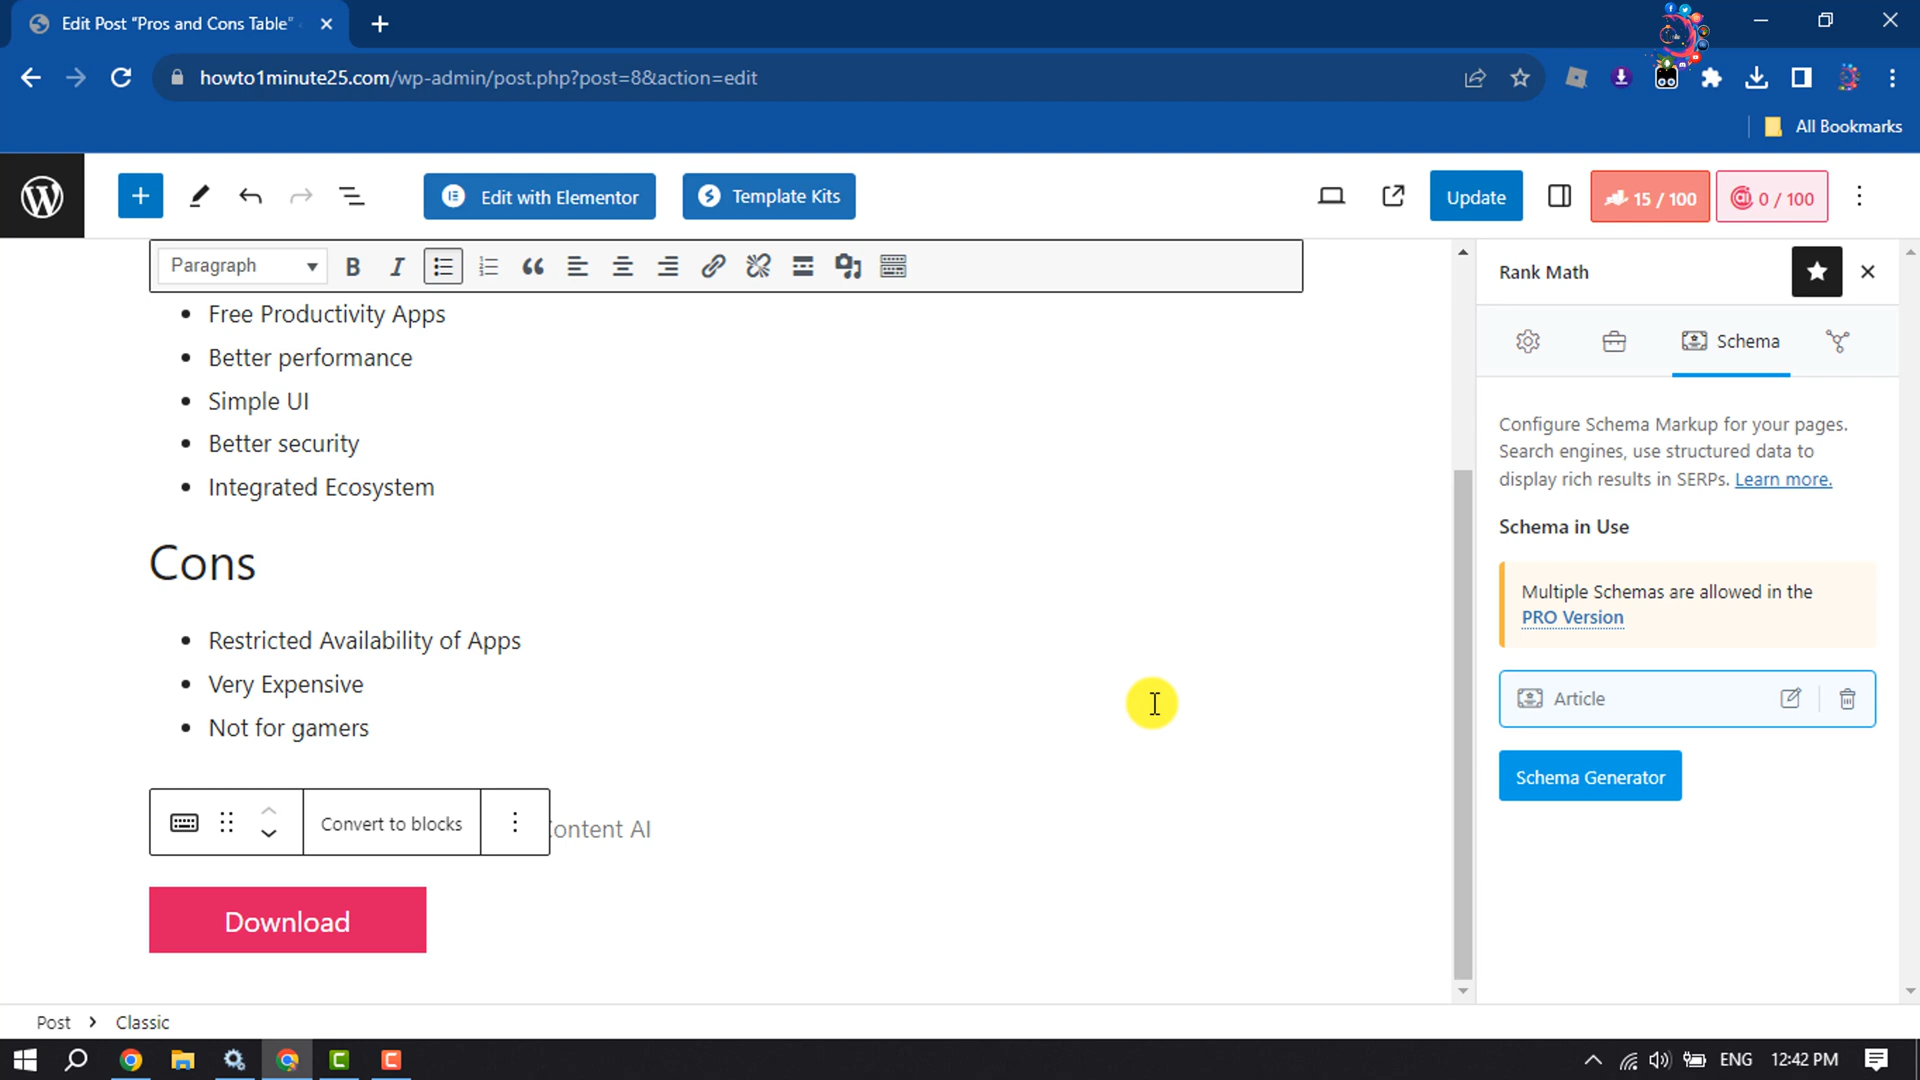 Edit Post “Pros and Cons Table”
howto1minute25.com/wp-admin/post.php?post=8&action=edit
All Bookmarks
Edit with Elementor
Template Kits
Update
15 / 100
0 / 100
Paragraph
Free Productivity Apps
Better performance
Simple UI
Better security
Integrated Ecosystem
Cons
Restricted Availability of Apps
Very Expensive
Not for gamers
Convert to blocks
ontent AI
Download
Rank Math
Schema
Configure Schema Markup for your pages.
Search engines, use structured data to
display rich results in SERPs. Learn more.
Schema in Use
Multiple Schemas are allowed in the
PRO Version
Article
Schema Generator
Post
Classic
ENG
12:42 PM